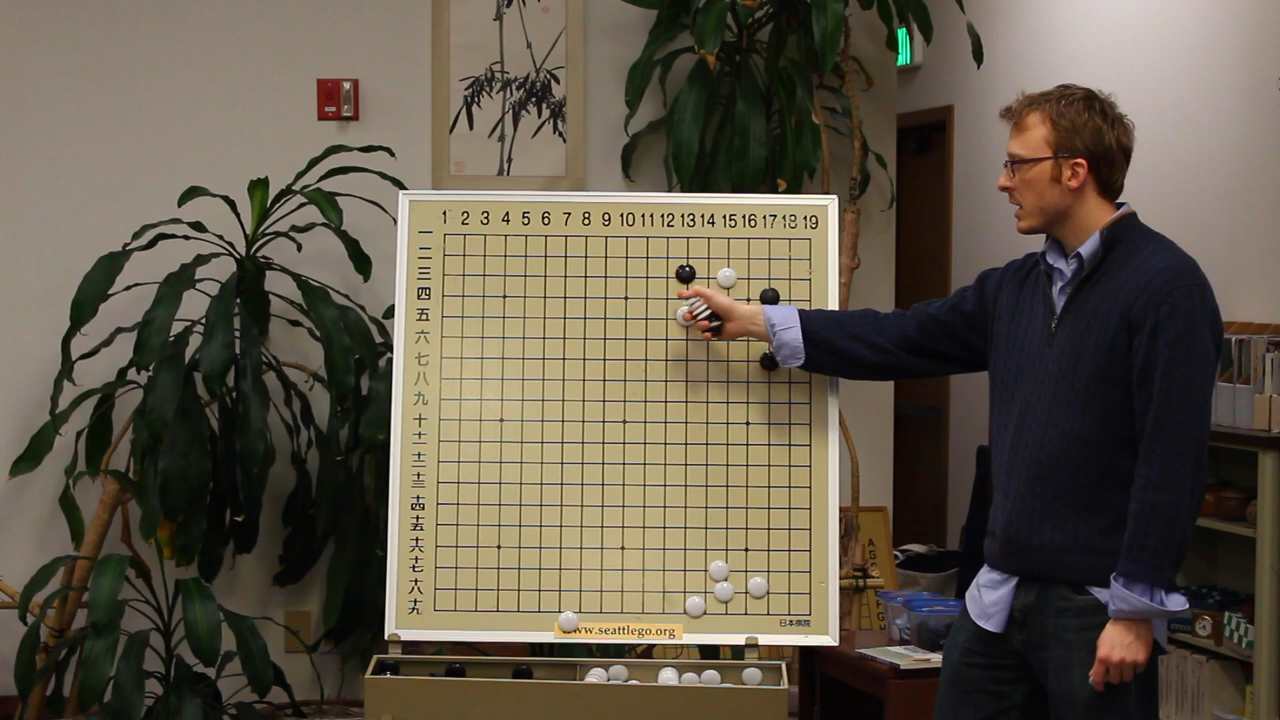 1 2 3 4 5 6 7 8 9 10 11 12 13 14 15 16 17 18 19
一
二
三
四
五
六
七
八
九
十
十一
十二
十三
十四
十五
十六
十七
十八
十九
www.seattlego.org
日本棋院